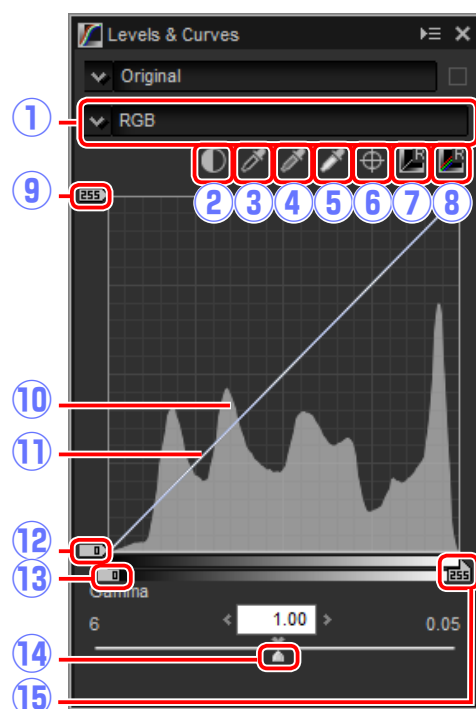 Levels & Curves
Original
① RGB
② ③ ④ ⑤ ⑥ ⑦ ⑧
⑨ 255
⑩
⑪
⑫ 0
⑬ 0 255
Gamma
6 1.00 0.05
⑭
⑮